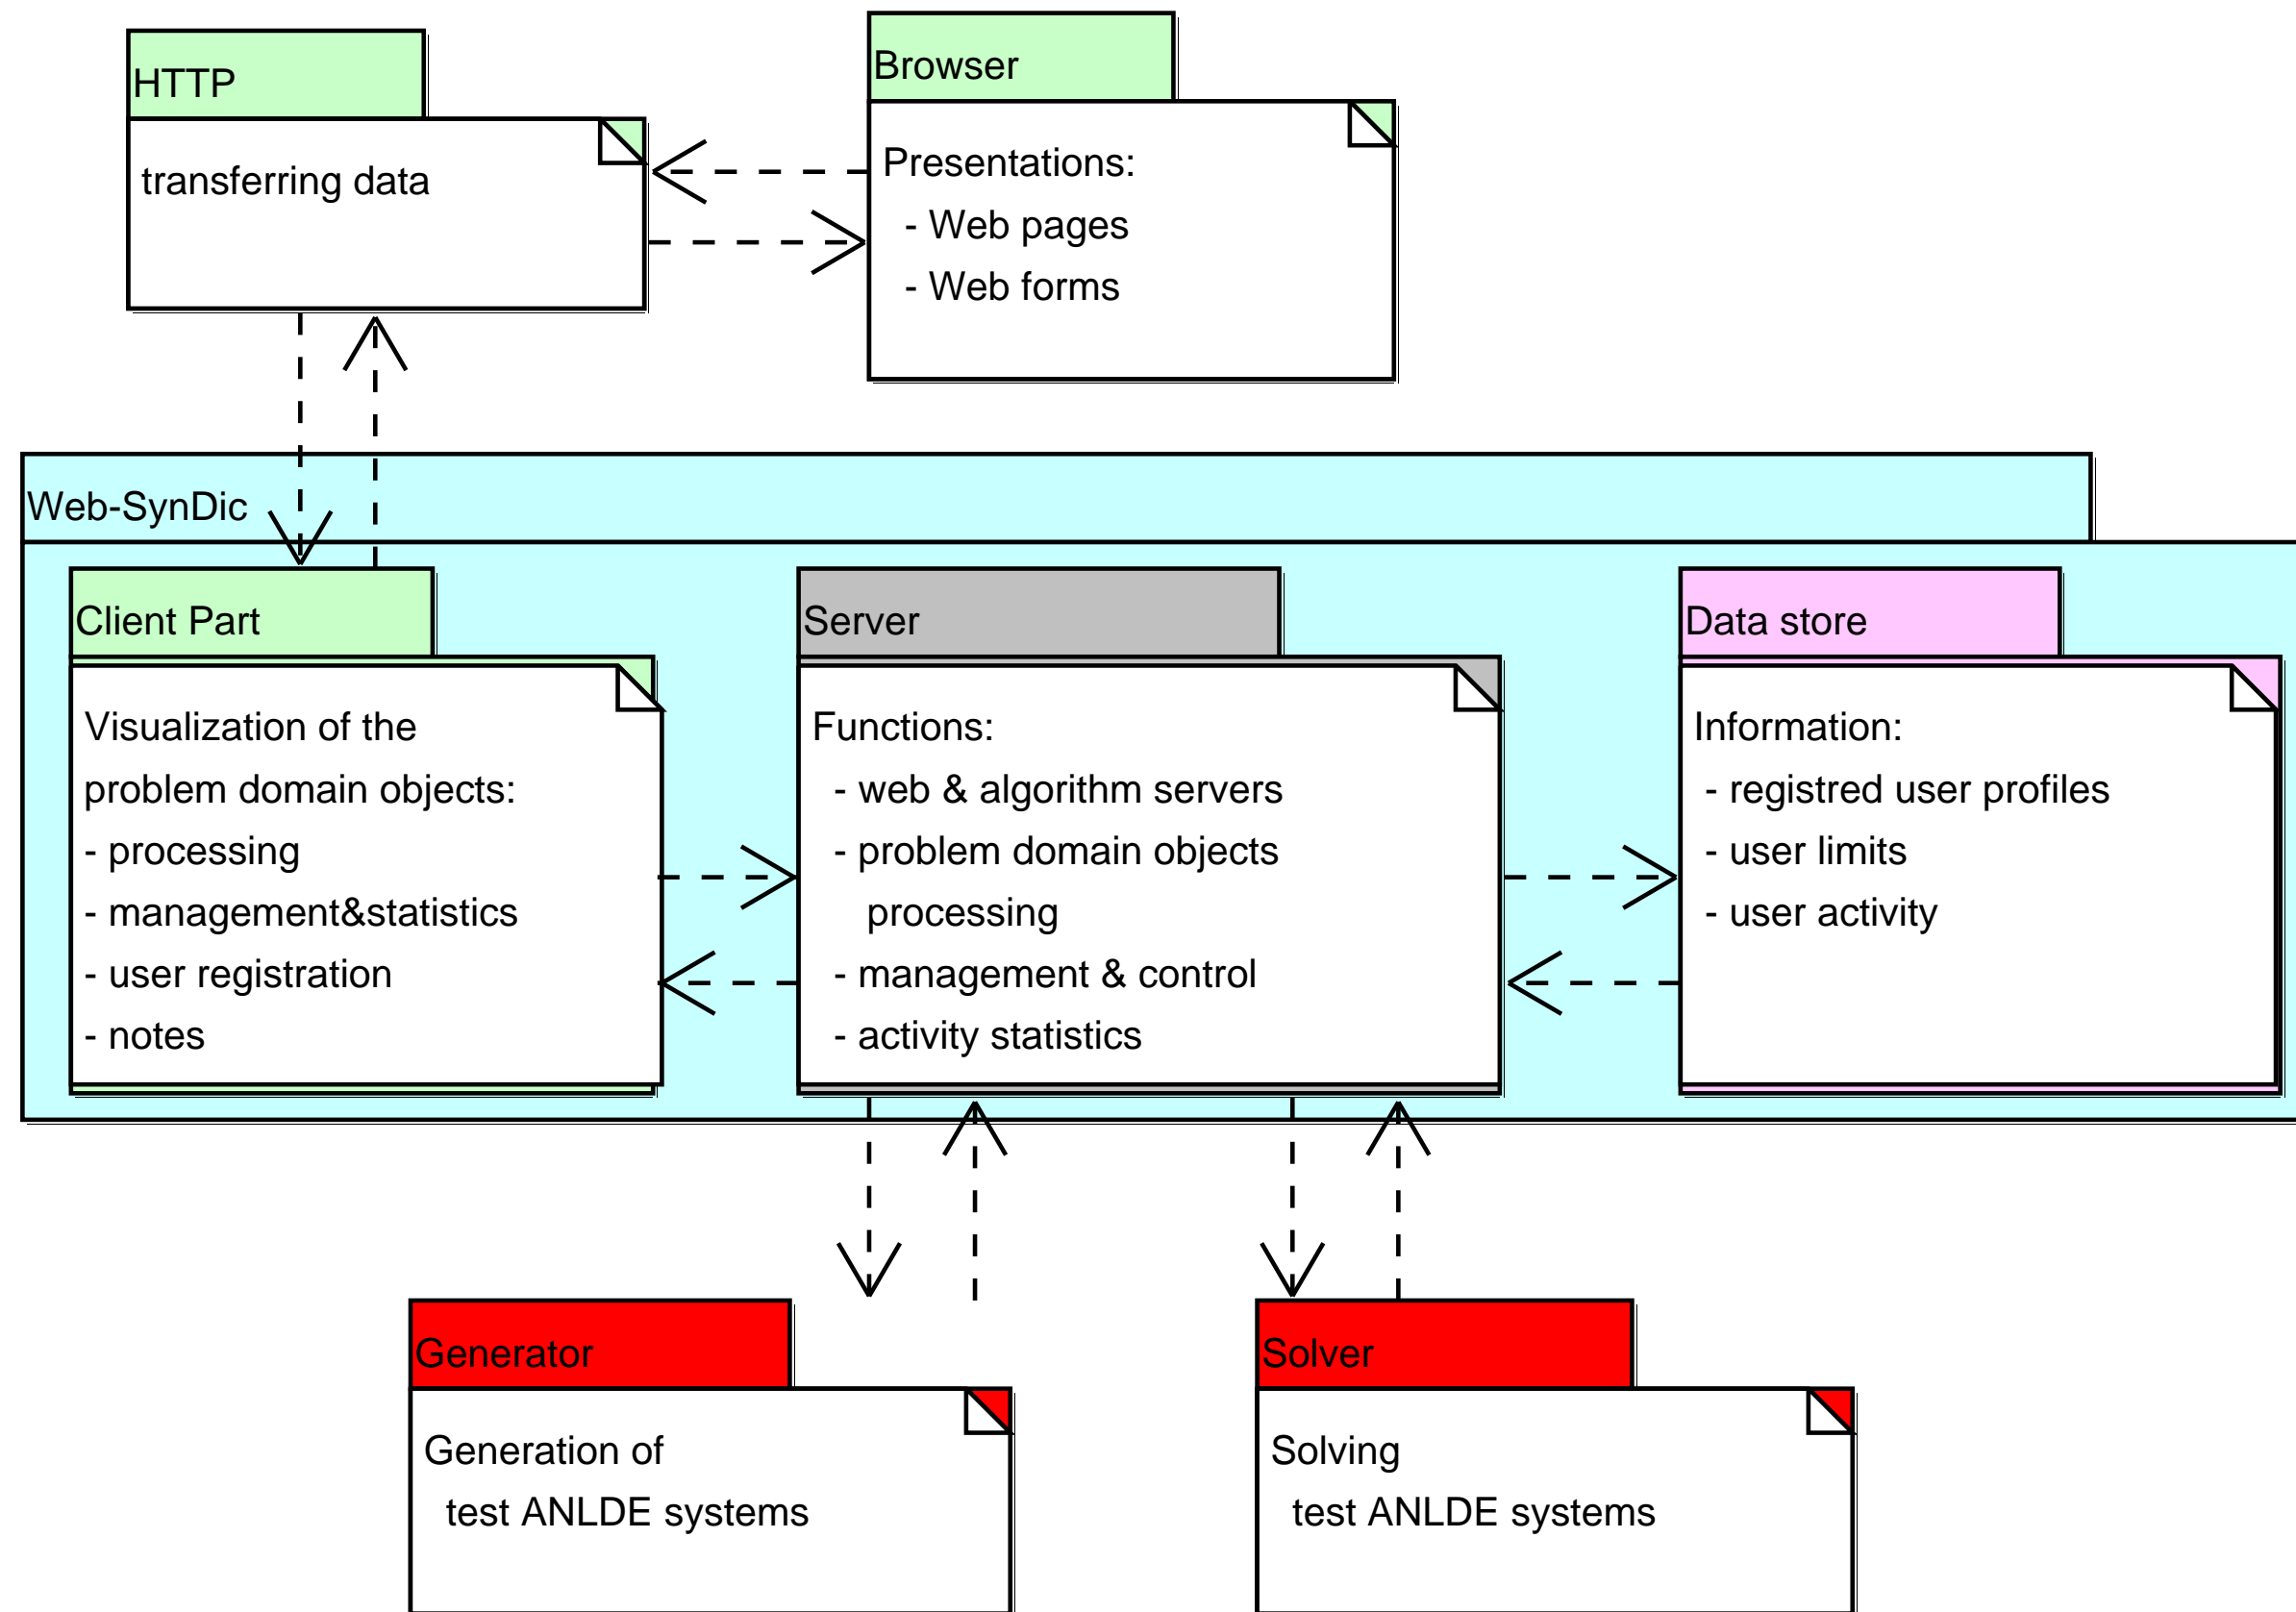 HTTP
transferring data
Browser
Presentations:
- Web pages
- Web forms
Web-SynDic
Client Part
Visualization of the
problem domain objects:
- processing
- management&statistics
- user registration
- notes
Server
Functions:
- web & algorithm servers
- problem domain objects
processing
- management & control
- activity statistics
Data store
Information:
- registred user profiles
- user limits
- user activity
Generator
Generation of
test ANLDE systems
Solver
Solving
test ANLDE systems